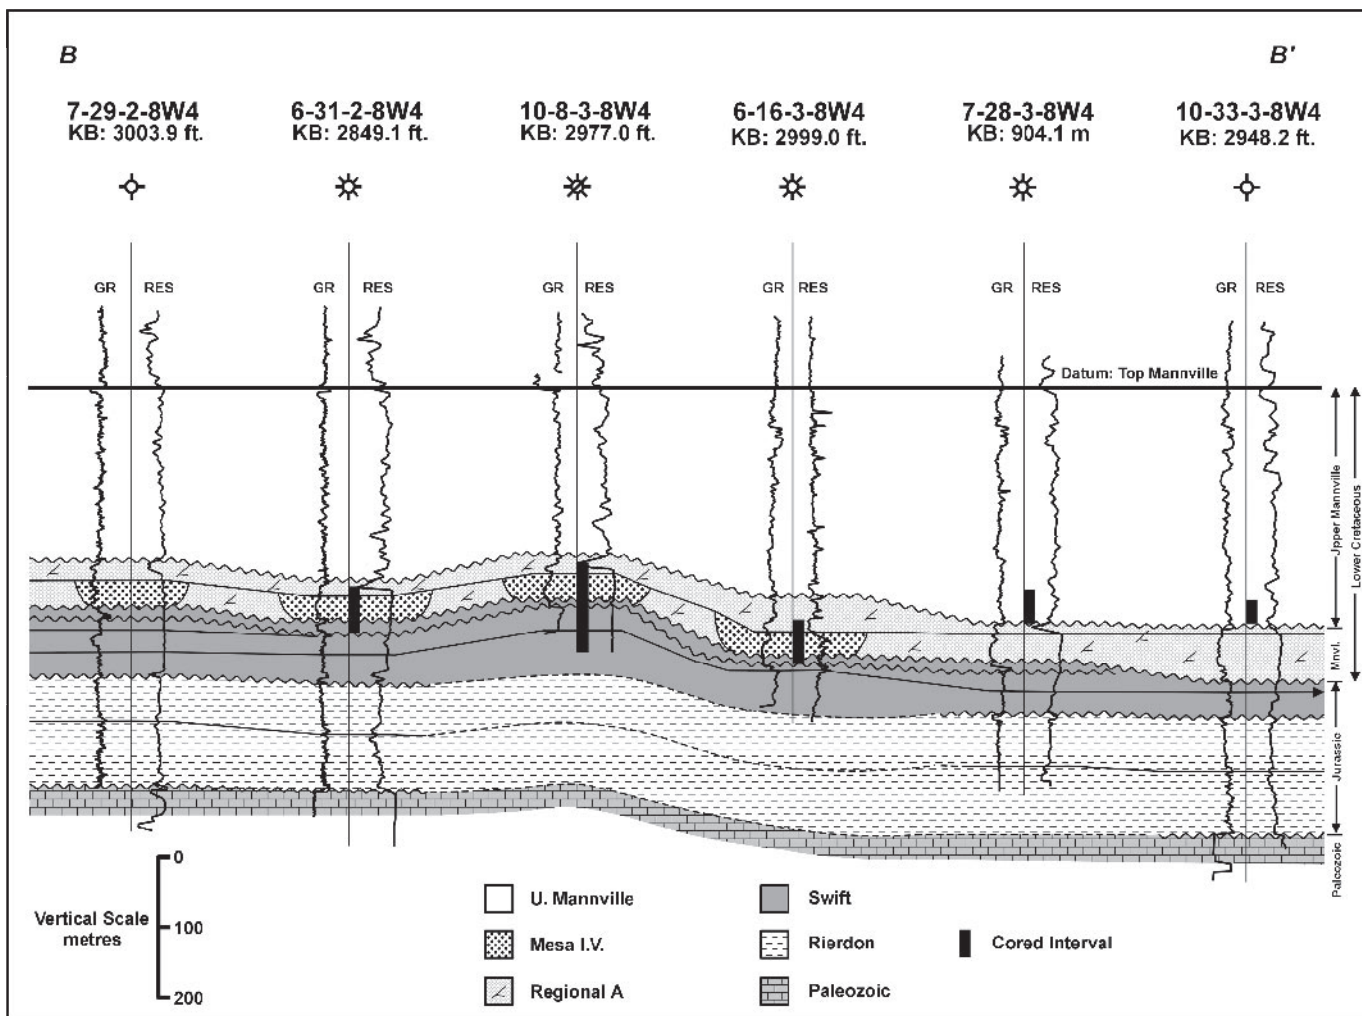 B B'
7-29-2-8W4 6-31-2-8W4 10-8-3-8W4 6-16-3-8W4 7-28-3-8W4 10-33-3-8W4
KB: 3003.9 ft. KB: 2849.1 ft. KB: 2977.0 ft. KB: 2999.0 ft. KB: 904.1 m KB: 2948.2 ft.
GR RES GR RES GR RES GR RES GR RES GR RES
Datum: Top Mannville
Upper Mannville
Lower Cretaceous
Mnvl.
Jurassic
Paleozoic
0
100
200
Vertical Scale
metres
U. Mannville
Mesa I.V.
Regional A
Swift
Rierdon
Paleozoic
Cored Interval